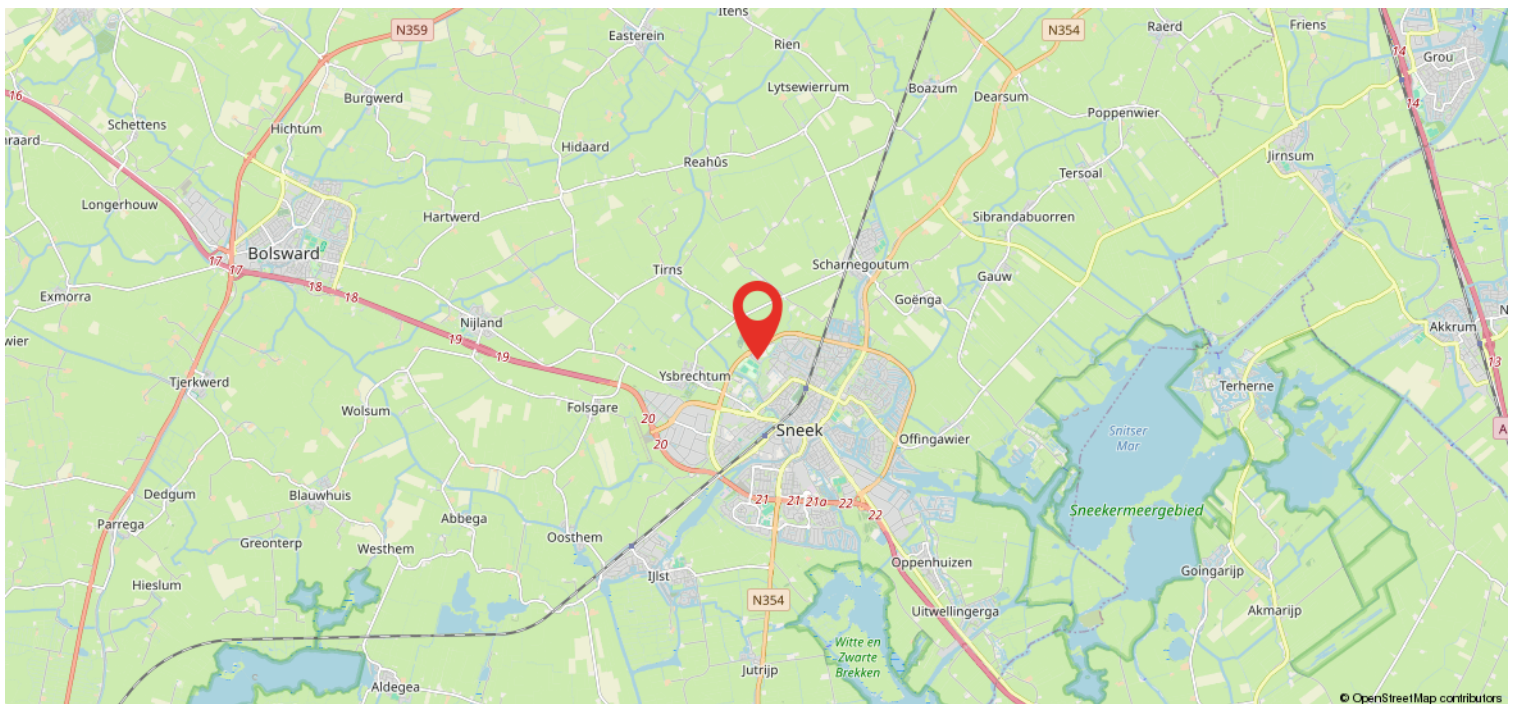 Itens
N359
Easterein
Rien
N354
Raerd
Friens
14
Grou
16
Burgwerd
Lytsewierrum
Boazum
Dearsum
14
Schettens
Hichtum
Poppenwier
raard
Hidaard
Reahûs
Jirnsum
Tersoal
Longerhouw
Hartwerd
Sibrandabuorren
Bolsward
17
17
Tirns
Scharnegoutum
18
18
Gauw
Exmorra
Goënga
Nijland
Akkrum
N
wier
19
19
13
Tjerkwerd
Ysbrechtum
Terherne
Wolsum
Folsgare
20
20
Sneek
Offingawier
Snitser
Mar
A
Dedgum
Blauwhuis
21
21
21a
22
22
Parrega
Abbega
Sneekermeergebied
Greonterp
Westhem
Oosthem
Hieslum
IJlst
Oppenhuizen
Goingarijp
N354
Uitwellingerga
Akmarijp
Witte en
Zwarte
Brekken
Jutrijp
Aldegea
© OpenStreetMap contributors